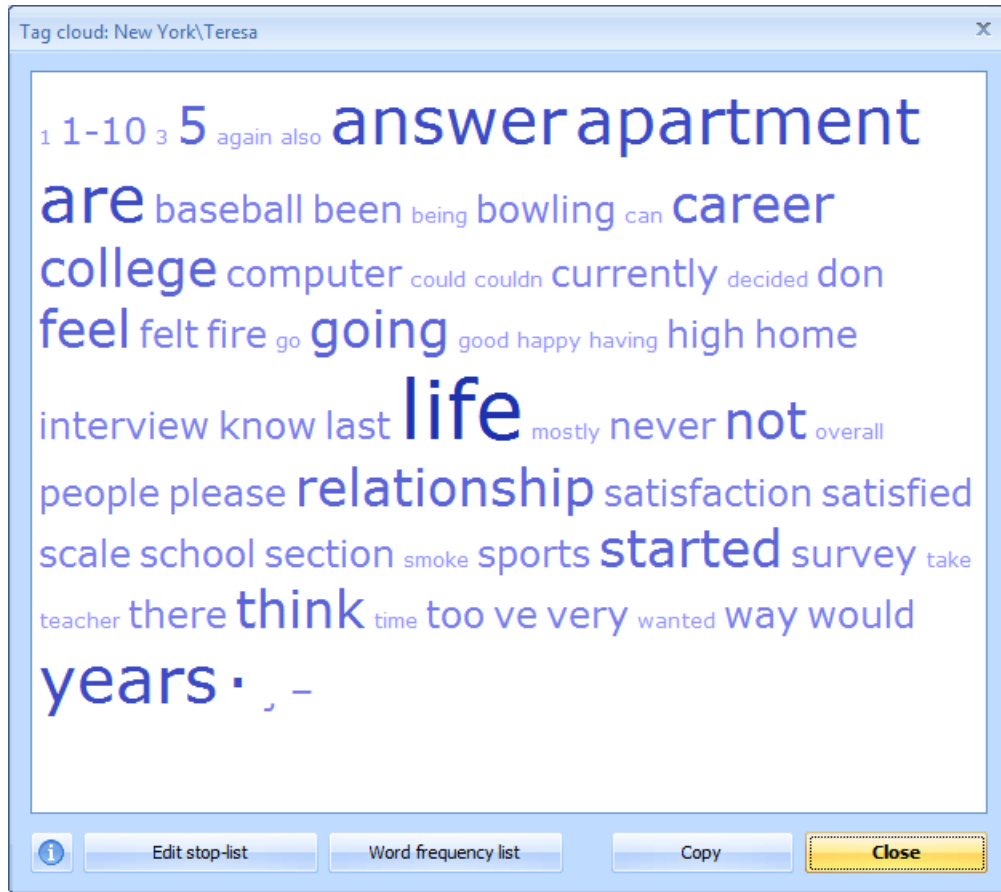 Tag cloud: New York\Teresa
1 1-10 3 5 again also answer apartment
are baseball been being bowling can career
college computer could couldn currently decided don
feel felt fire go going good happy having high home
interview know last life mostly never not overall
people please relationship satisfaction satisfied
scale school section smoke sports started survey take
teacher there think time too ve very wanted way would
years · –
Edit stop-list Word frequency list Copy Close